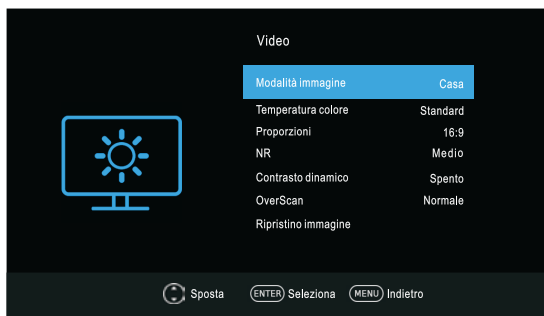 Video
Modalità immagine Casa
Temperatura colore Standard
Proporzioni 16:9
NR Medio
Contrasto dinamico Spento
OverScan Normale
Ripristino immagine
Sposta ENTER Seleziona MENU Indietro